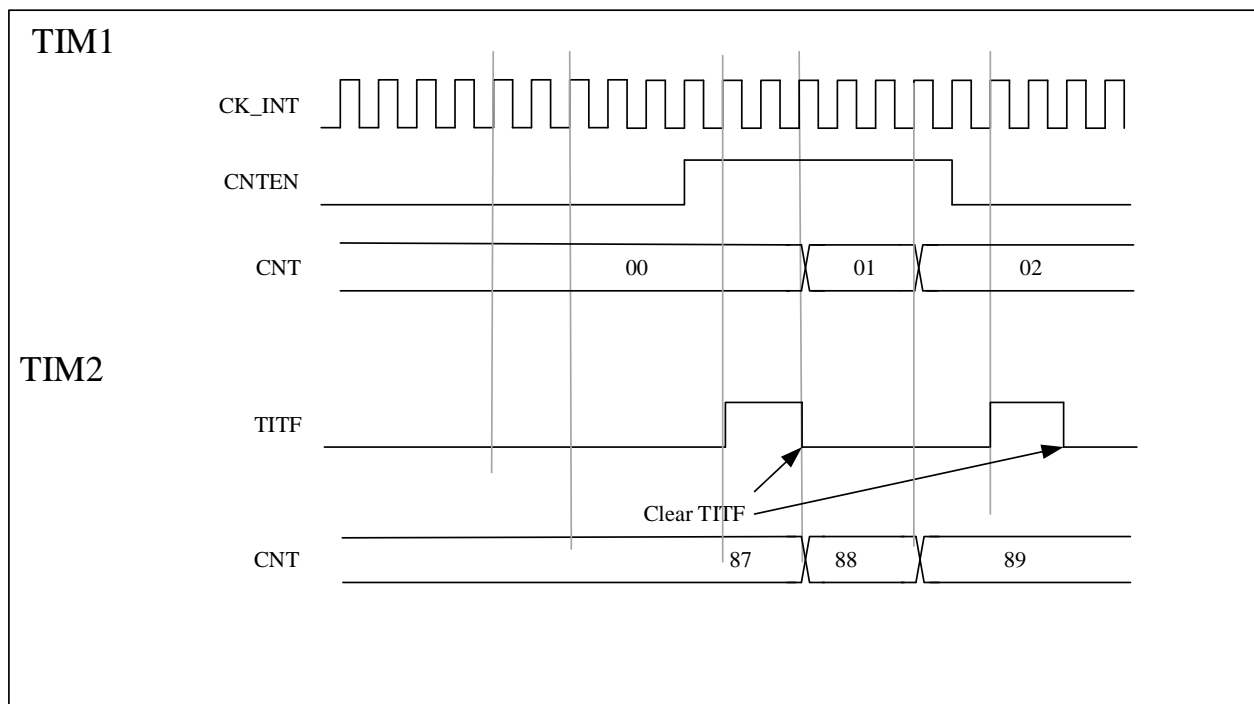 TIM1
CK_INT
CNTEN
CNT 00 01 02
TIM2
TITF
Clear TITF
CNT 87 88 89